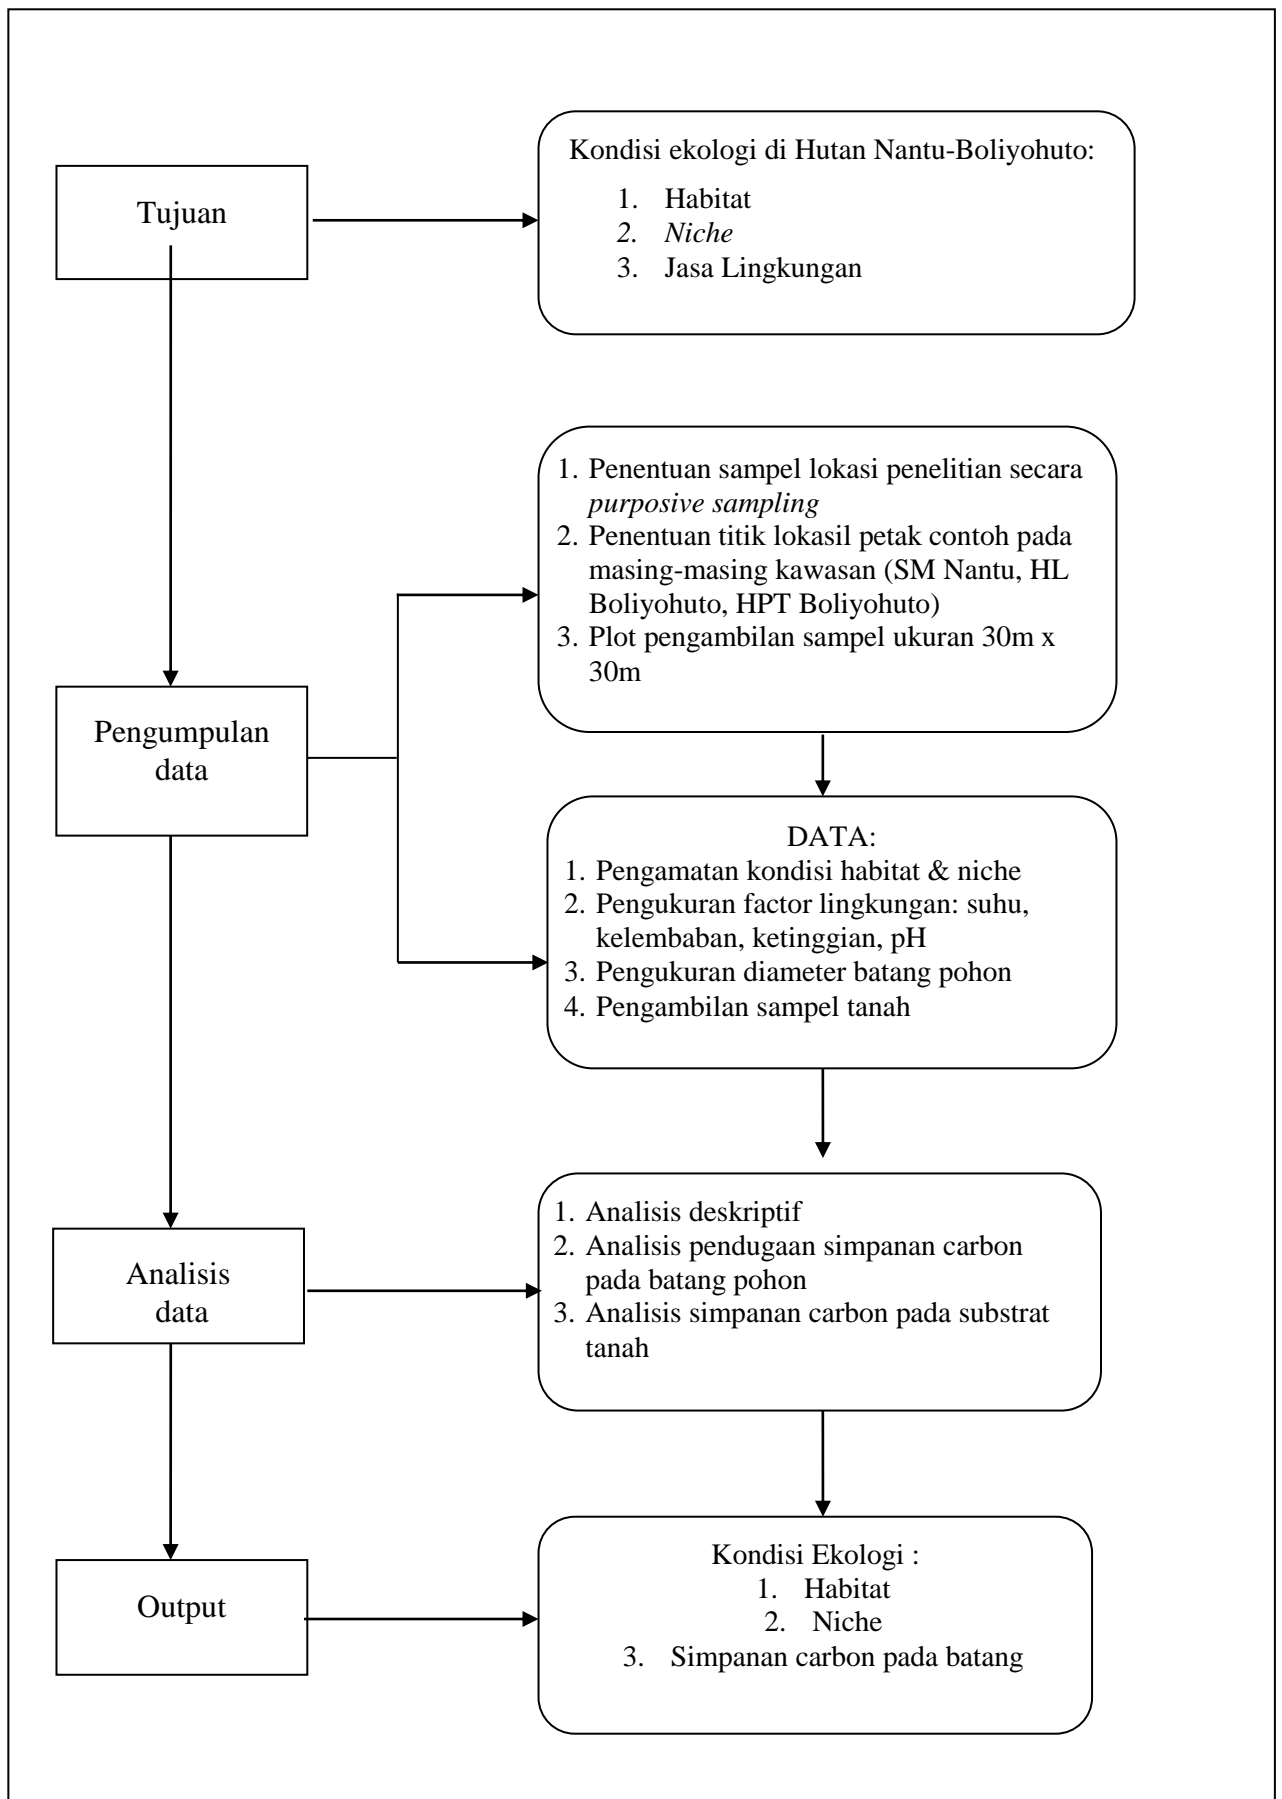 Tujuan
Kondisi ekologi di Hutan Nantu-Boliyohuto:
1. Habitat
2. Niche
3. Jasa Lingkungan
Pengumpulan
data
1. Penentuan sampel lokasi penelitian secara
purposive sampling
2. Penentuan titik lokasil petak contoh pada
masing-masing kawasan (SM Nantu, HL
Boliyohuto, HPT Boliyohuto)
3. Plot pengambilan sampel ukuran 30m x
30m
DATA:
1. Pengamatan kondisi habitat & niche
2. Pengukuran factor lingkungan: suhu,
kelembaban, ketinggian, pH
3. Pengukuran diameter batang pohon
4. Pengambilan sampel tanah
Analisis
data
1. Analisis deskriptif
2. Analisis pendugaan simpanan carbon
pada batang pohon
3. Analisis simpanan carbon pada substrat
tanah
Output
Kondisi Ekologi :
1. Habitat
2. Niche
3. Simpanan carbon pada batang